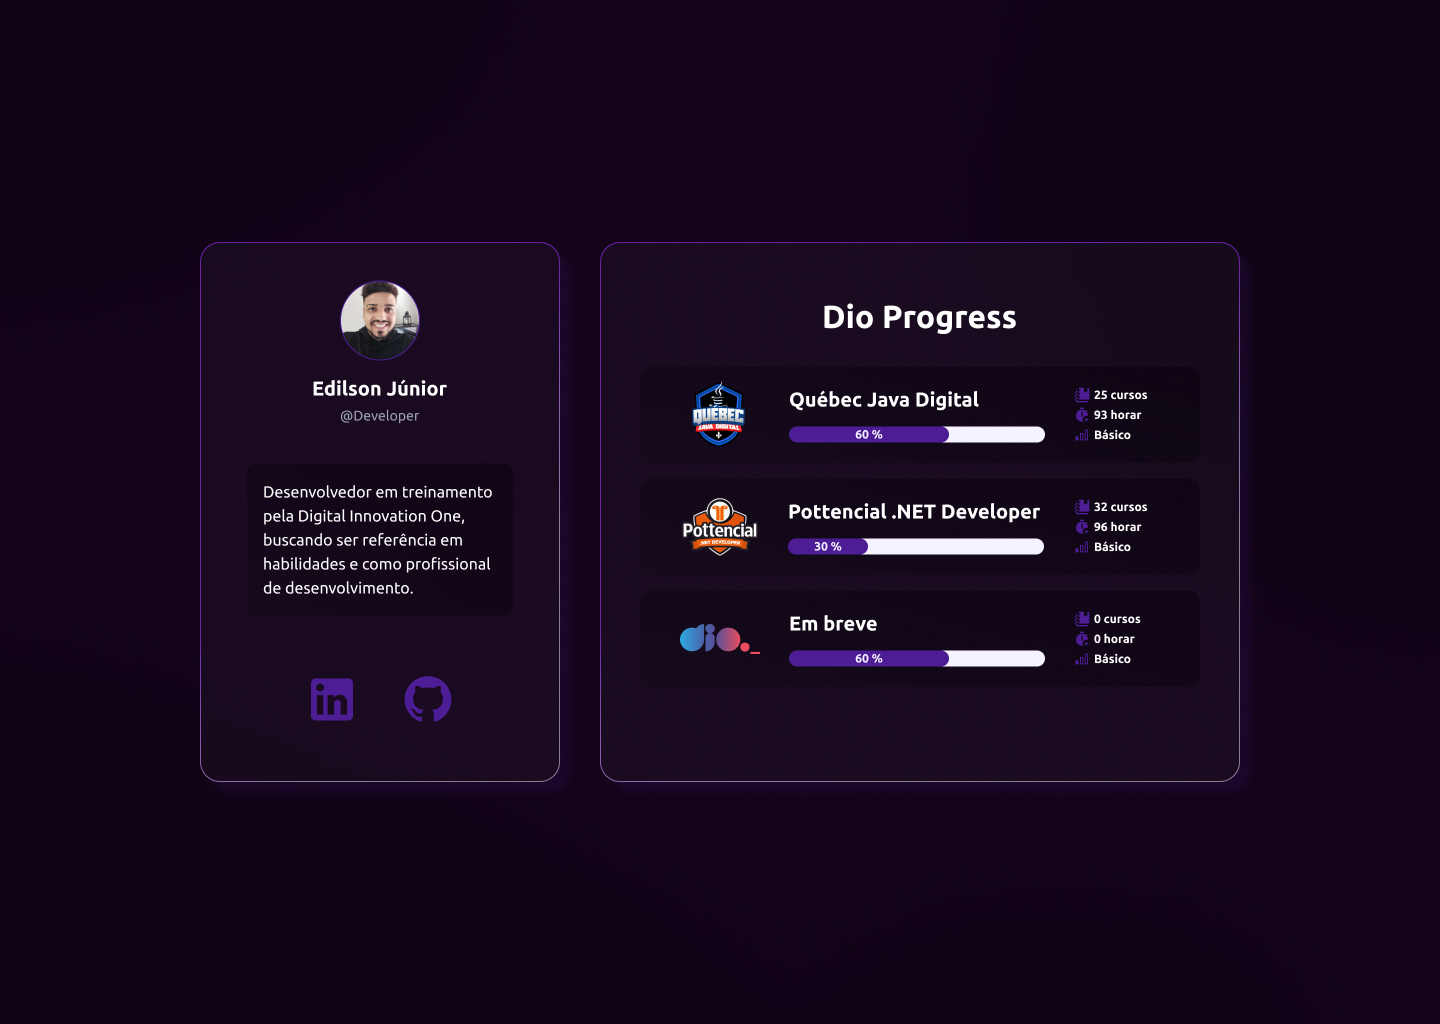 Edilson Júnior
@Developer
Desenvolvedor em treinamento
pela Digital Innovation One,
buscando ser referência em
habilidades e como profissional
de desenvolvimento.
in
Dio Progress
QUÉBEC
JAVA DIGITAL
Québec Java Digital
60 %
25 cursos
93 horar
Básico
Pottencial
.NET DEVELOPER
Pottencial .NET Developer
30 %
32 cursos
96 horar
Básico
dio._
Em breve
60 %
0 cursos
0 horar
Básico